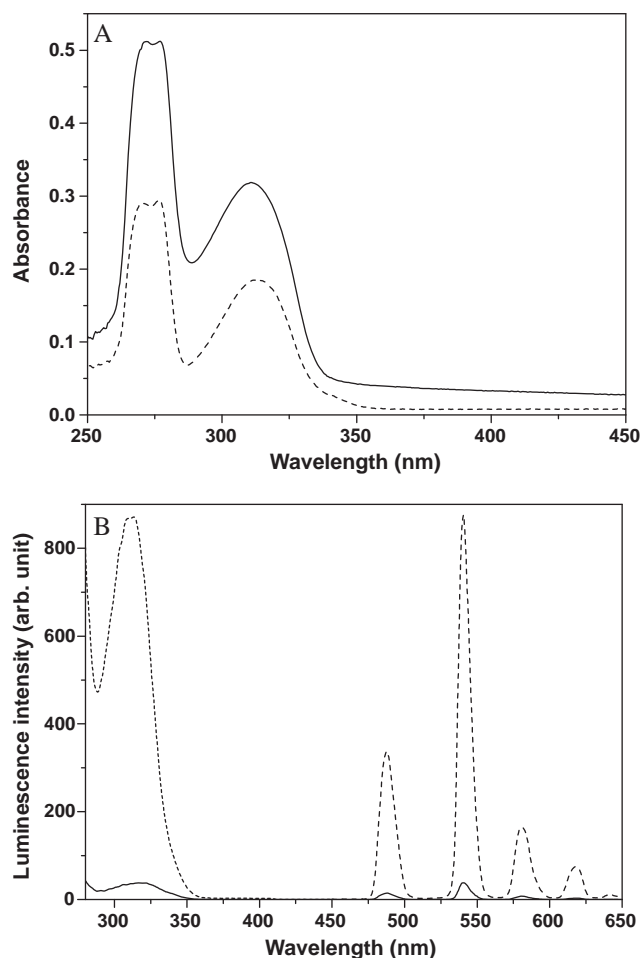 A
0.5
0.4
0.3
0.2
0.1
0.0
Absorbance
250 300 350 400 450
Wavelength (nm)
B
800
600
400
200
0
Luminescence intensity (arb. unit)
300 350 400 450 500 550 600 650
Wavelength (nm)